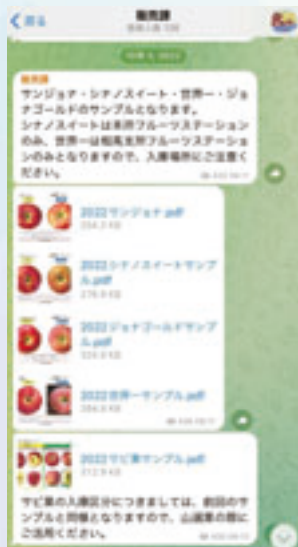 戻る
販売課
販売課
サンジョナ・シナノスイート・世界一・ジョ
ナゴールドのサンプルとなります。
シナノスイートは本所フルーツステーション
のみ、世界一は相馬支所フルーツステーショ
ンのみとなりますので、入庫場所にご注意く
ださい。
2022サンジョナ.pdf
2022シナノスイートサンプ
ル.pdf
2022ジョナゴールドサンプ
ル.pdf
2022世界一サンプル.pdf
2022サビ果サンプル.pdf
サビ果の入庫区分につきましては、前回のサ
ンプルと同様となりますので、山選果の際に
ご活用ください。